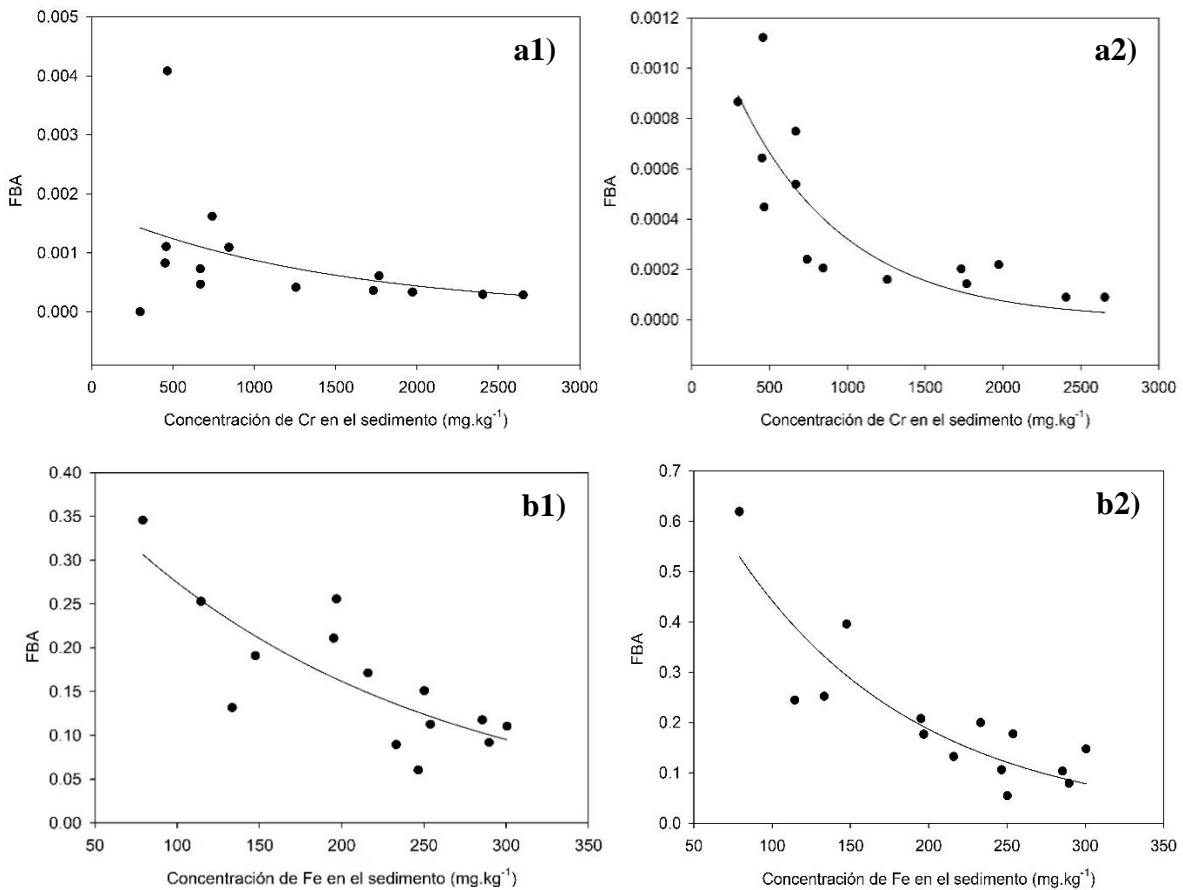 a1)
0.005
0.004
0.003
0.002
0.001
0.000
FBA
0 500 1000 1500 2000 2500 3000
Concentración de Cr en el sedimento (mg.kg⁻¹)
a2)
0.0012
0.0010
0.0008
0.0006
0.0004
0.0002
0.0000
FBA
0 500 1000 1500 2000 2500 3000
Concentración de Cr en el sedimento (mg.kg⁻¹)
b1)
0.40
0.35
0.30
0.25
0.20
0.15
0.10
0.05
0.00
FBA
50 100 150 200 250 300 350
Concentración de Fe en el sedimento (mg.kg⁻¹)
b2)
0.7
0.6
0.5
0.4
0.3
0.2
0.1
0.0
FBA
50 100 150 200 250 300 350
Concentración de Fe en el sedimento (mg.kg⁻¹)